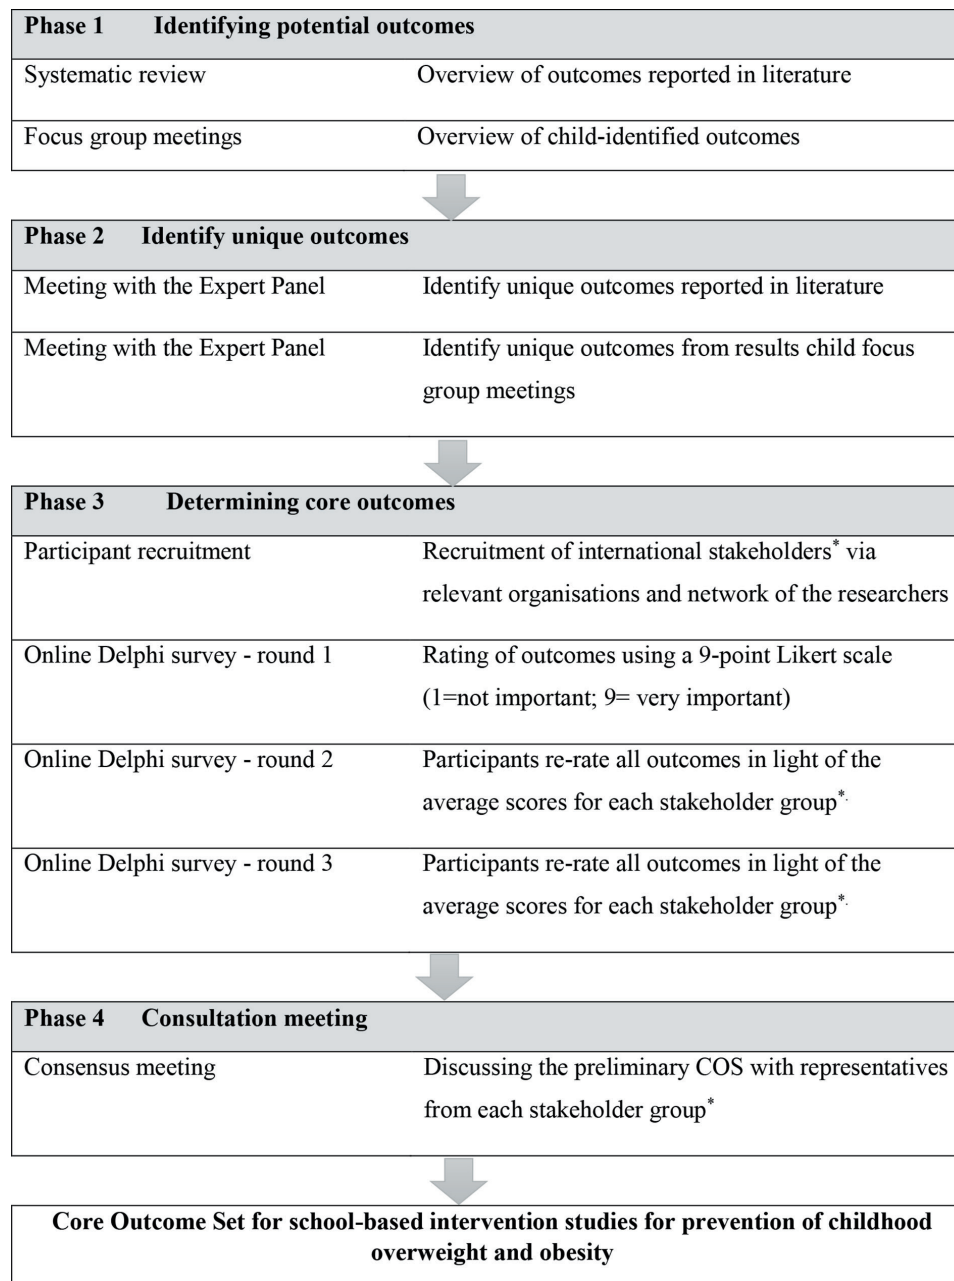 Phase 1 Identifying potential outcomes
Systematic review Overview of outcomes reported in literature
Focus group meetings Overview of child-identified outcomes
Phase 2 Identify unique outcomes
Meeting with the Expert Panel Identify unique outcomes reported in literature
Meeting with the Expert Panel Identify unique outcomes from results child focus
group meetings
Phase 3 Determining core outcomes
Participant recruitment Recruitment of international stakeholders* via
relevant organisations and network of the researchers
Online Delphi survey - round 1 Rating of outcomes using a 9-point Likert scale
(1=not important; 9= very important)
Online Delphi survey - round 2 Participants re-rate all outcomes in light of the
average scores for each stakeholder group*.
Online Delphi survey - round 3 Participants re-rate all outcomes in light of the
average scores for each stakeholder group*.
Phase 4 Consultation meeting
Consensus meeting Discussing the preliminary COS with representatives
from each stakeholder group*
Core Outcome Set for school-based intervention studies for prevention of childhood
overweight and obesity